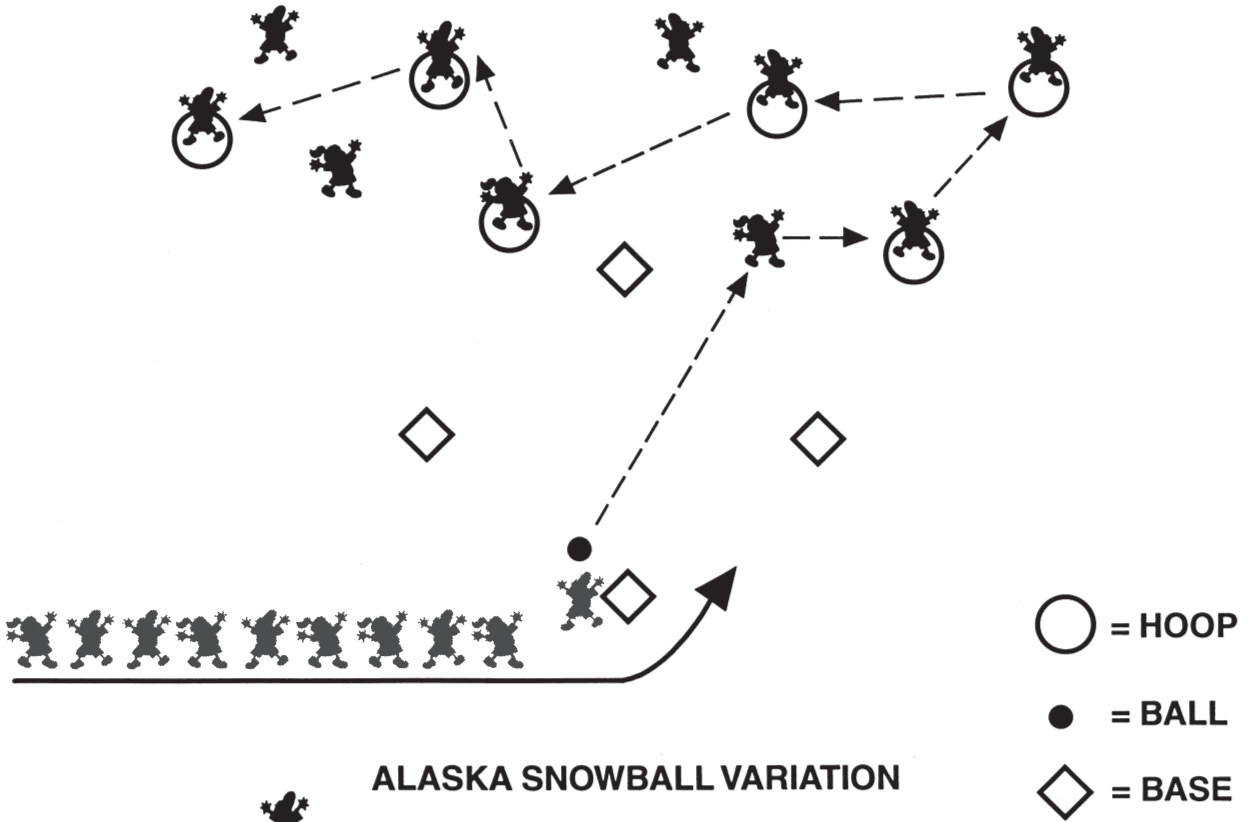 = HOOP
= BALL
ALASKA SNOWBALL VARIATION
= BASE